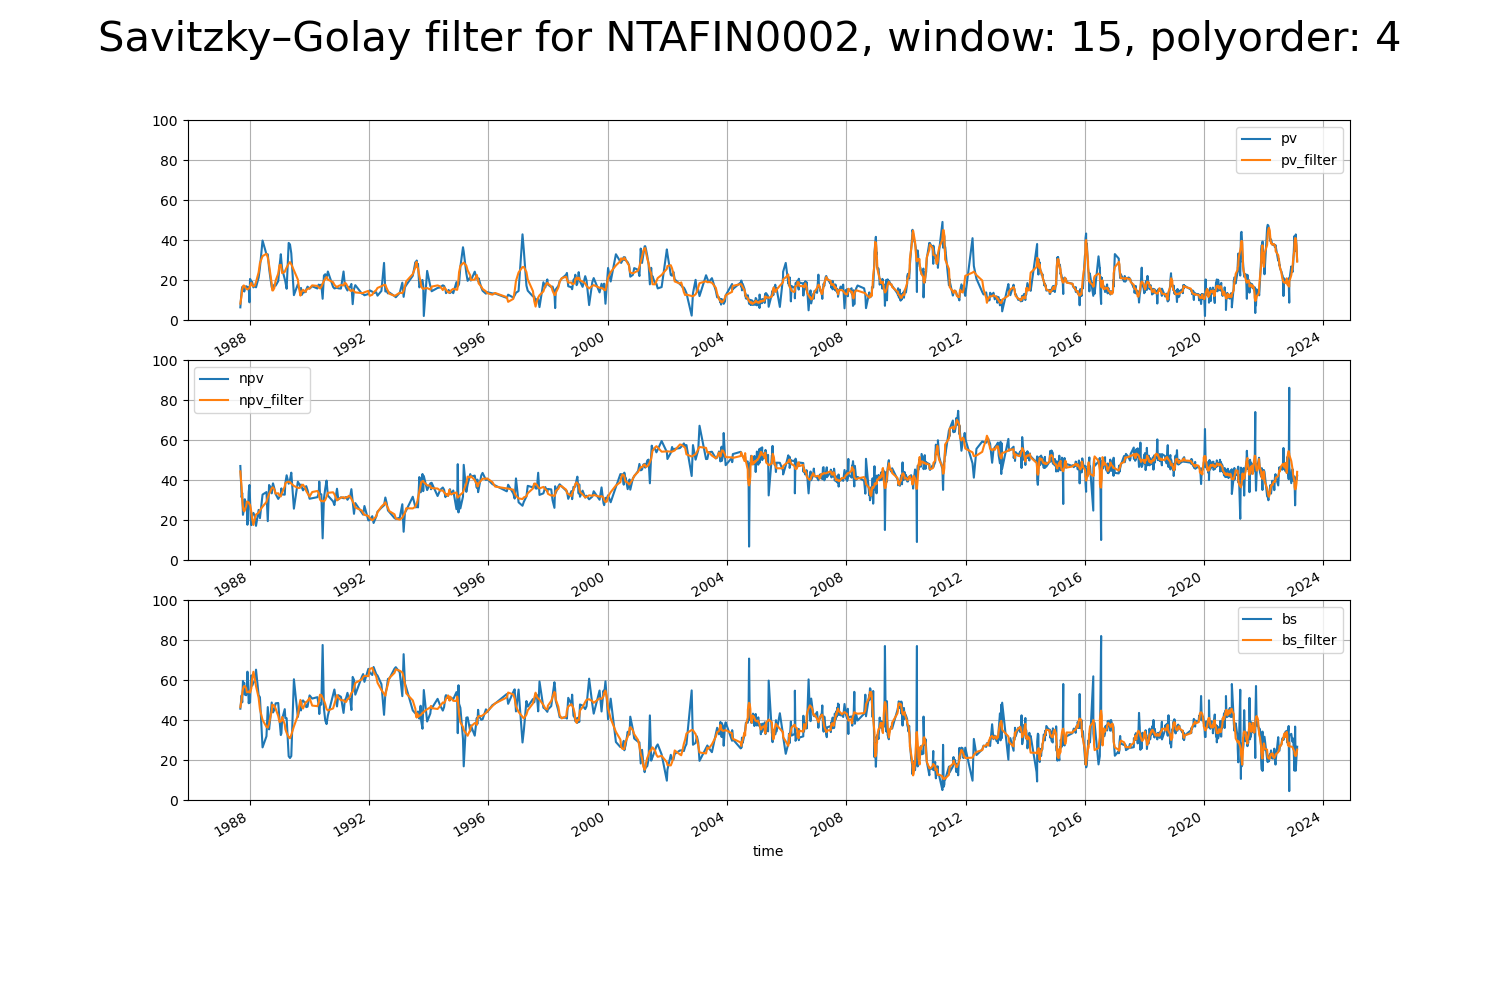 Savitzky–Golay filter for NTAFIN0002, window: 15, polyorder: 4
100
80
60
40
20
0
pv
pv_filter
1988 1992 1996 2000 2004 2008 2012 2016 2020 2024
100
80
60
40
20
0
npv
npv_filter
1988 1992 1996 2000 2004 2008 2012 2016 2020 2024
100
80
60
40
20
0
bs
bs_filter
1988 1992 1996 2000 2004 2008 2012 2016 2020 2024
time